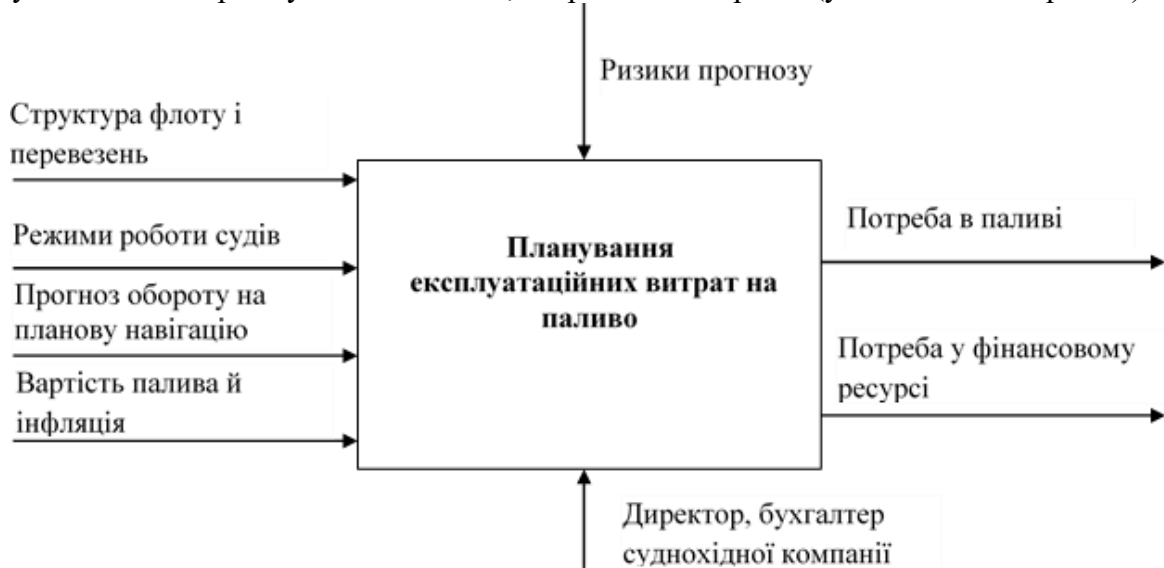 Ризики прогнозу
Структура флоту і
перевезень
Режими роботи судів
Прогноз обороту на
планову навігацію
Вартість палива й
інфляція
Планування
експлуатаційних витрат на
паливо
Потреба в паливі
Потреба у фінансовому
ресурсі
Директор, бухгалтер
суднохідної компанії